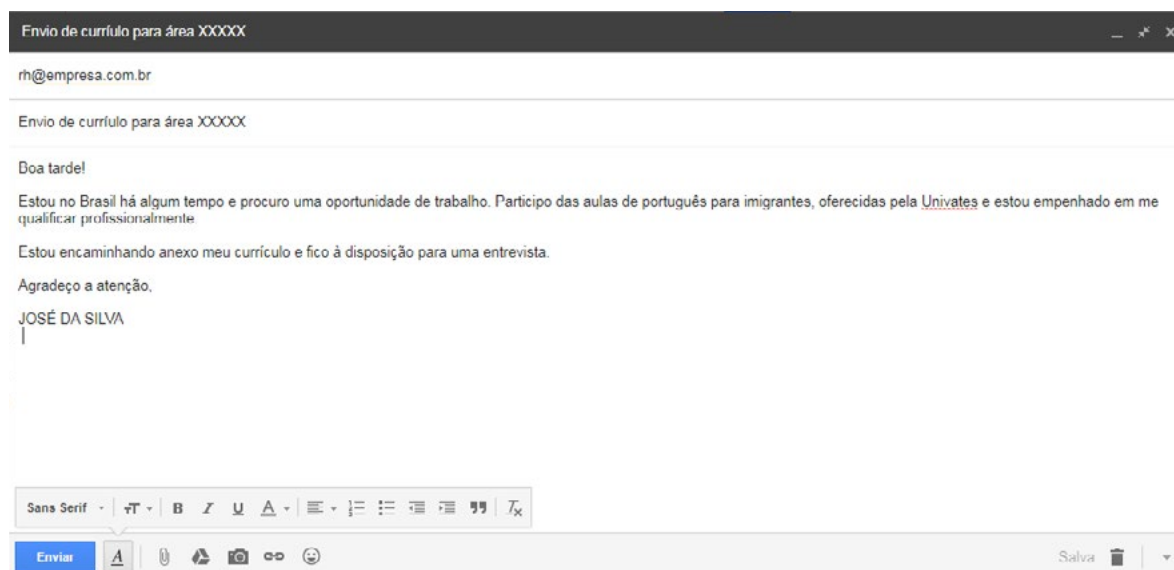 Envio de curríulo para área XXXXX
rh@empresa.com.br
Envio de curríulo para área XXXXX
Boa tarde!
Estou no Brasil há algum tempo e procuro uma oportunidade de trabalho. Participo das aulas de português para imigrantes, oferecidas pela Univates e estou empenhado em me
qualificar profissionalmente.
Estou encaminhando anexo meu currículo e fico à disposição para uma entrevista.
Agradeço a atenção,
JOSÉ DA SILVA
Sans Serif
Enviar
Salva